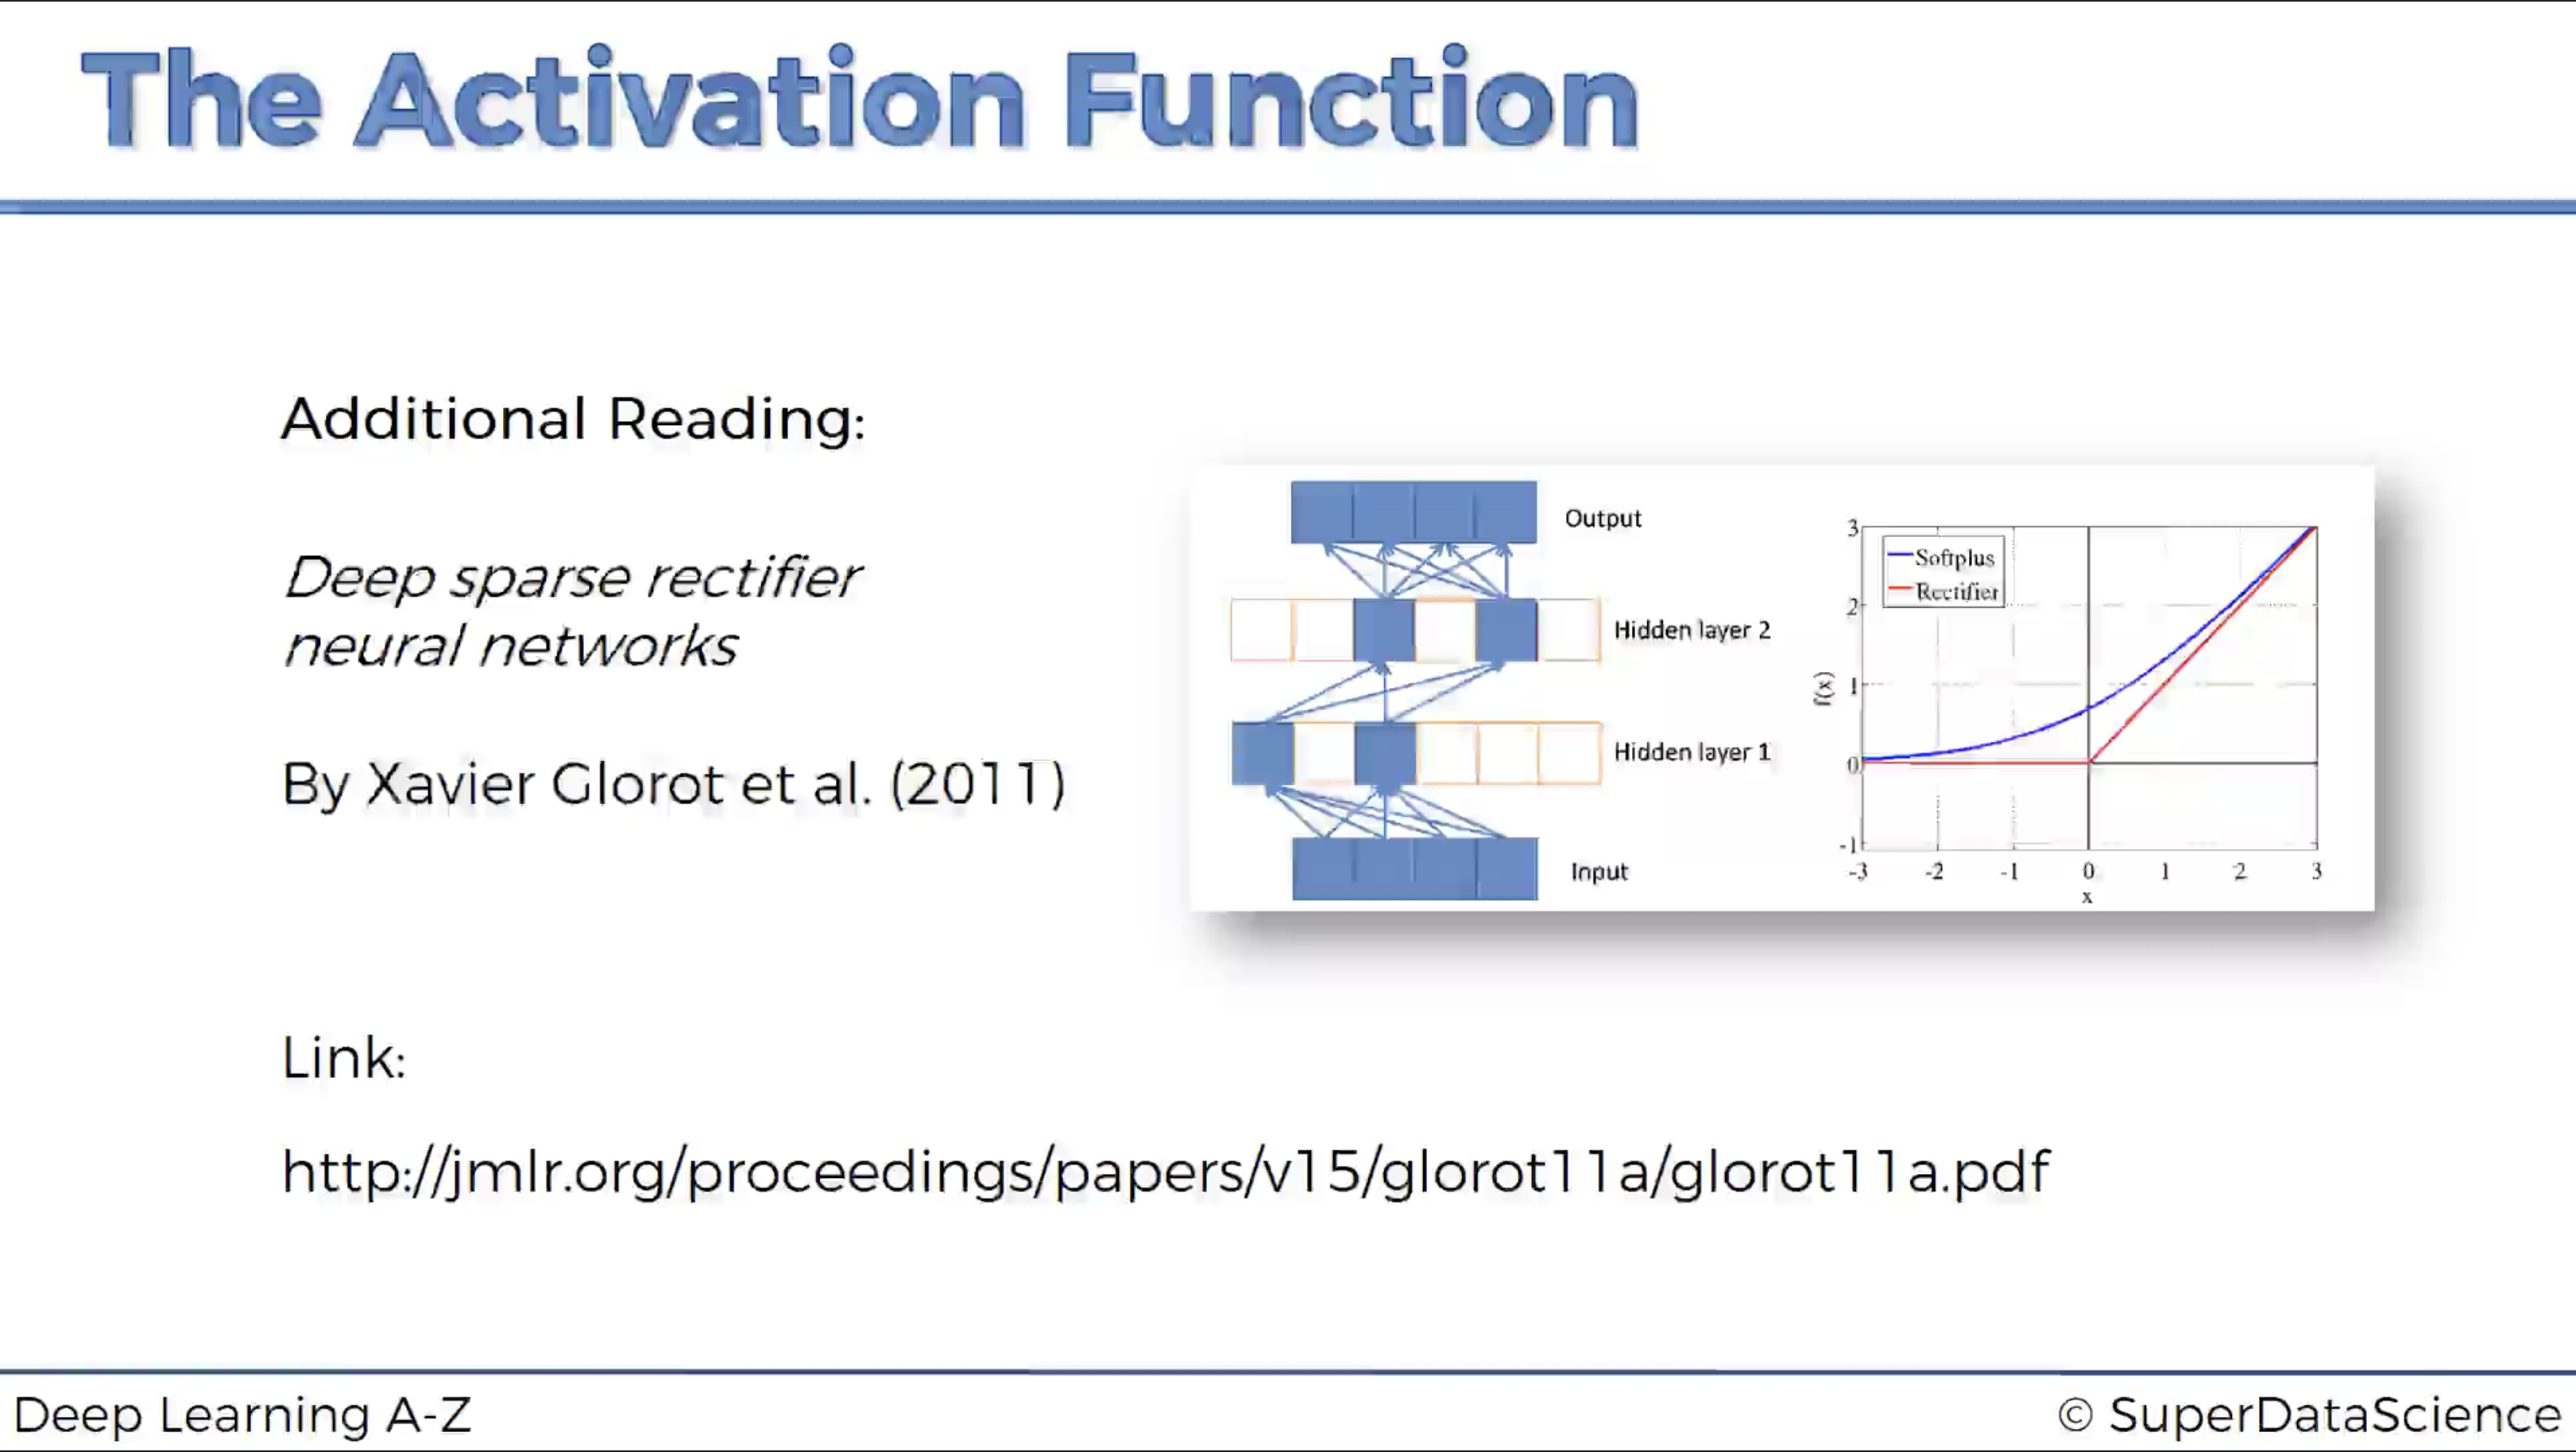 The Activation Function
Additional Reading:
Deep sparse rectifier
neural networks
By Xavier Glorot et al. (2011)
Output
Hidden layer 2
Hidden layer 1
Input
Softplus
Rectifier
f(x)
3
2
1
0
-1
-3 -2 -1 0 1 2 3
x
Link:
http://jmlr.org/proceedings/papers/v15/glorot11a/glorot11a.pdf
Deep Learning A-Z
© SuperDataScience